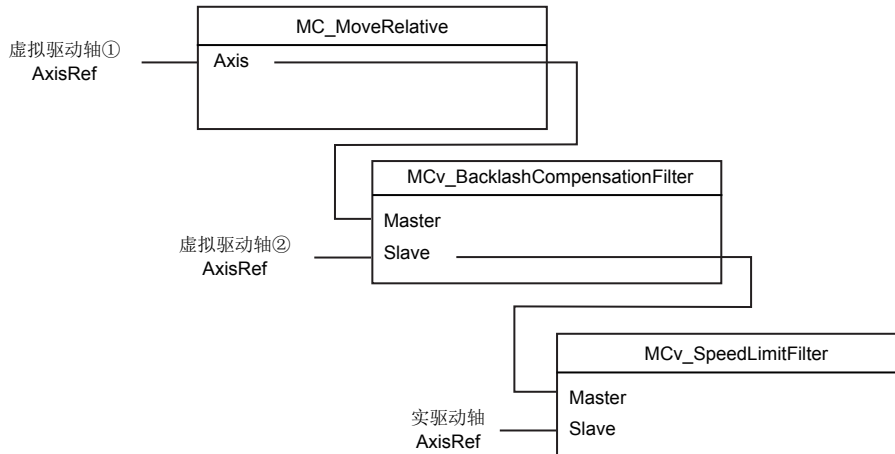 MC_MoveRelative
虚拟驱动轴①
AxisRef
Axis
MCv_BacklashCompensationFilter
Master
虚拟驱动轴②
AxisRef
Slave
MCv_SpeedLimitFilter
Master
实驱动轴
AxisRef
Slave